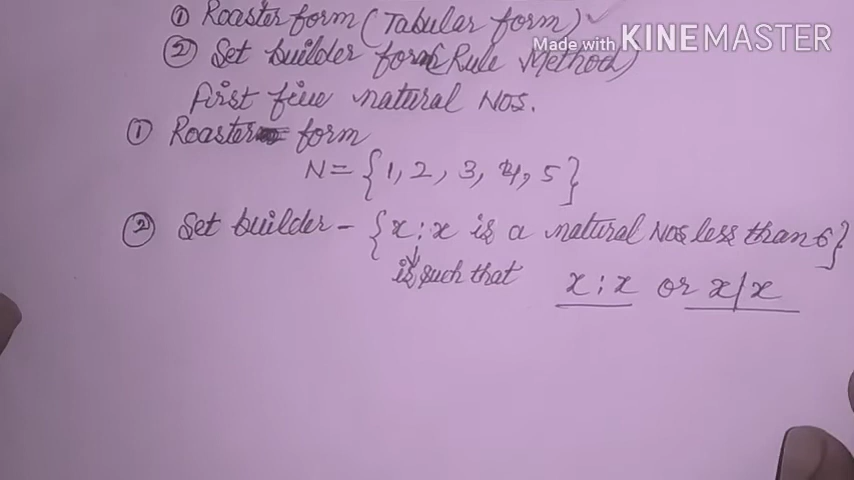 ① Roaster form (Tabular form) ✓
Made with KINEMASTER
② Set builder form (Rule Method)
First five natural NOS.
① Roaster form
N = {1, 2, 3, 4, 5}
② Set builder - {x : x is a natural NOS less than 6}
is such that x : x or x/x